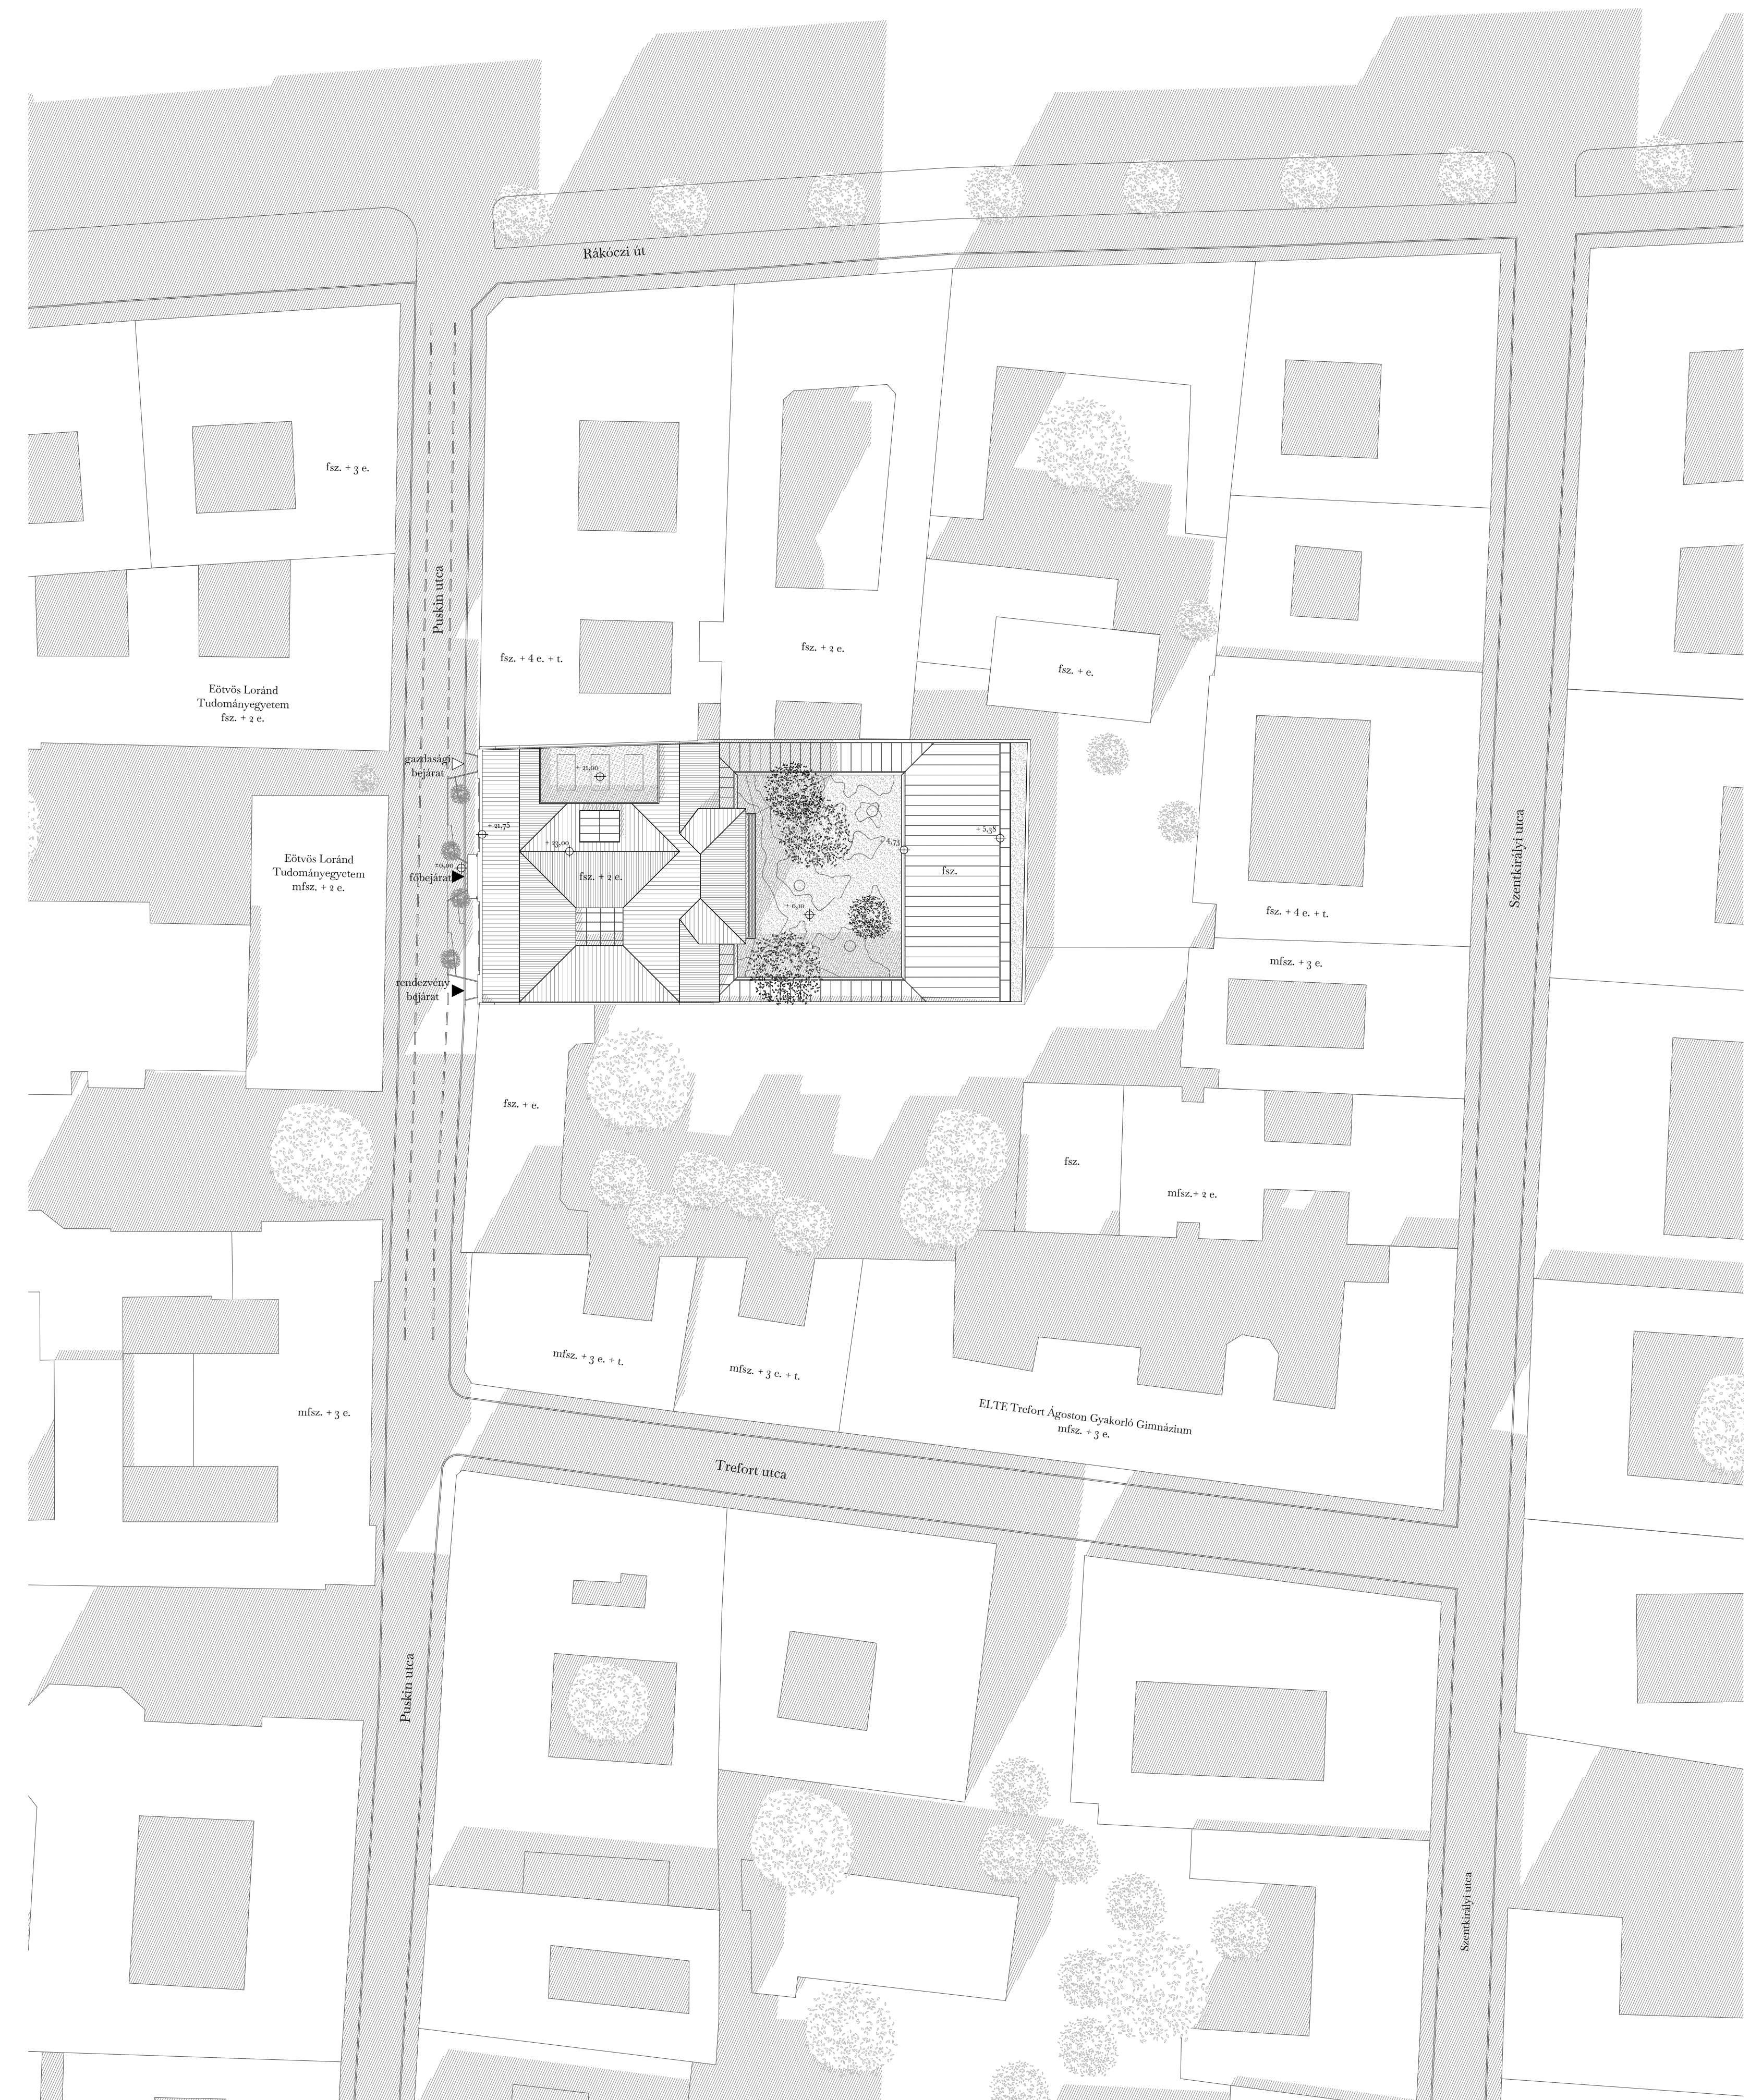 Rákóczi út
fsz. + 3 e.
Puskin utca
fsz. + 4 e. + t.
fsz. + 2 e.
fsz. + e.
Eötvös Loránd
Tudományegyetem
fsz. + 2 e.
gazdasági
bejárat
+ 21,00
+ 21,75
+ 23,00
+ 5,38
+ 4,73
±0,00
főbejárat
fsz. + 2 e.
fsz.
+ 0,10
Eötvös Loránd
Tudományegyetem
mfsz. + 2 e.
Szentkirályi utca
fsz. + 4 e. + t.
mfsz. + 3 e.
rendezvény
bejárat
fsz. + e.
fsz.
mfsz.+ 2 e.
mfsz. + 3 e. + t.
mfsz. + 3 e. + t.
mfsz. + 3 e.
ELTE Trefort Ágoston Gyakorló Gimnázium
mfsz. + 3 e.
Trefort utca
Puskin utca
Szentkirályi utca